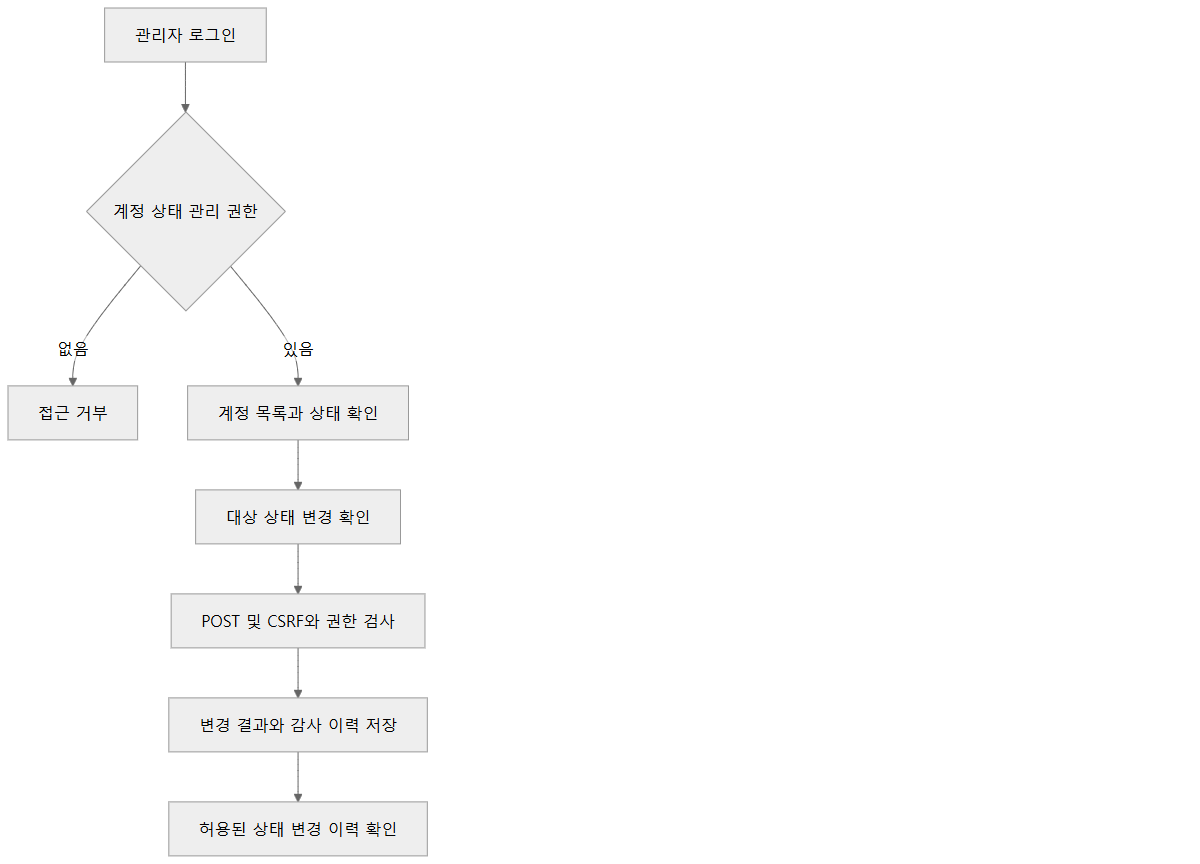 관리자 로그인
계정 상태 관리 권한
없음
있음
접근 거부
계정 목록과 상태 확인
대상 상태 변경 확인
POST 및 CSRF와 권한 검사
변경 결과와 감사 이력 저장
허용된 상태 변경 이력 확인